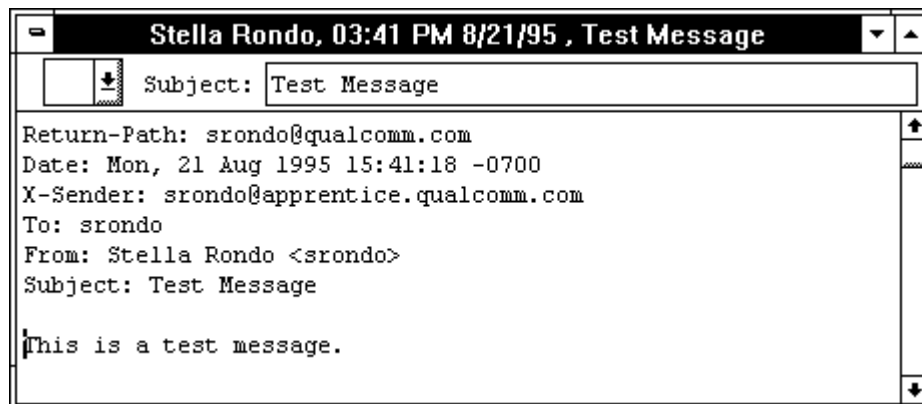 Stella Rondo, 03:41 PM 8/21/95 , Test Message
Subject: Test Message
Return-Path: srondo@qualcomm.com
Date: Mon, 21 Aug 1995 15:41:18 -0700
X-Sender: srondo@apprentice.qualcomm.com
To: srondo
From: Stella Rondo <srondo>
Subject: Test Message
This is a test message.